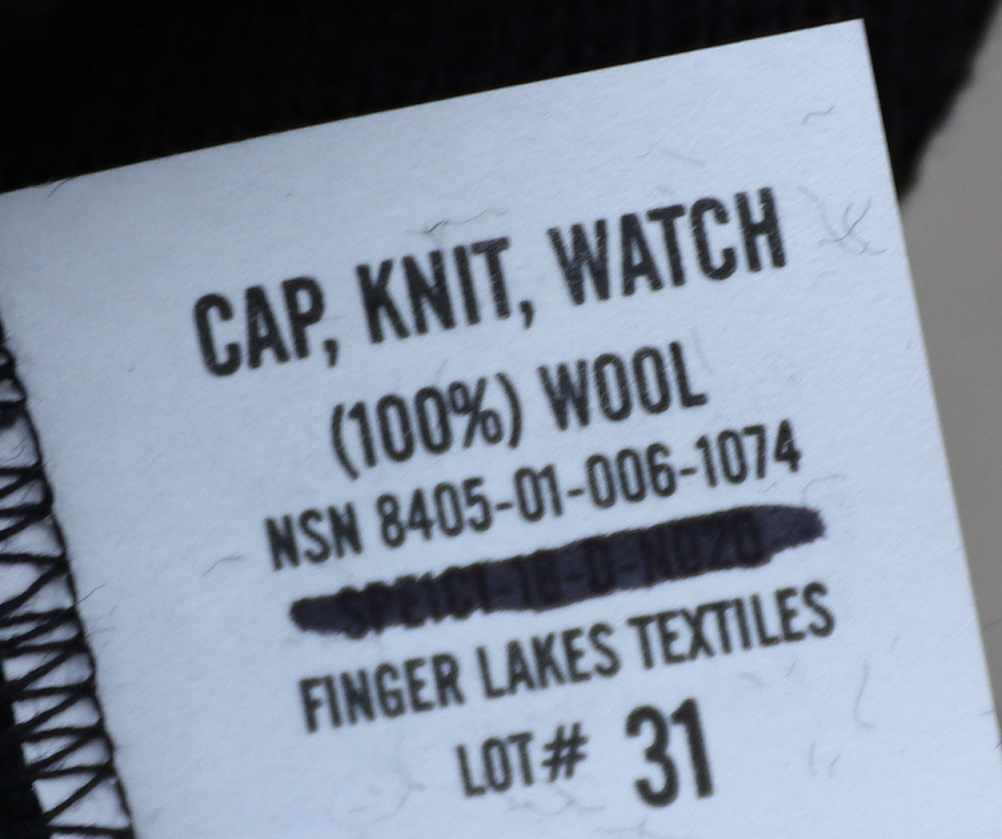 CAP, KNIT, WATCH
(100%) WOOL
NSN 8405-01-006-1074
FINGER LAKES TEXTILES
LOT# 31